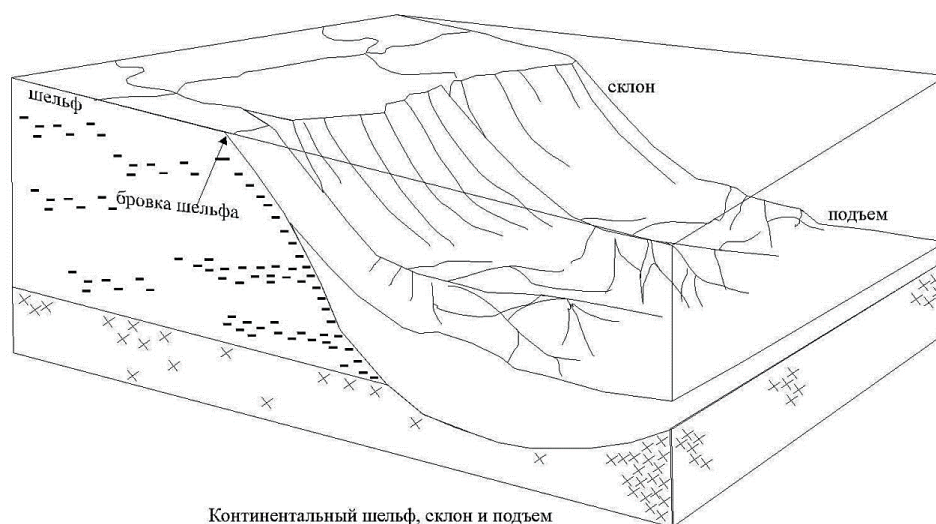 склон
шельф
бровка шельфа
подъем
Континентальный шельф, склон и подъем